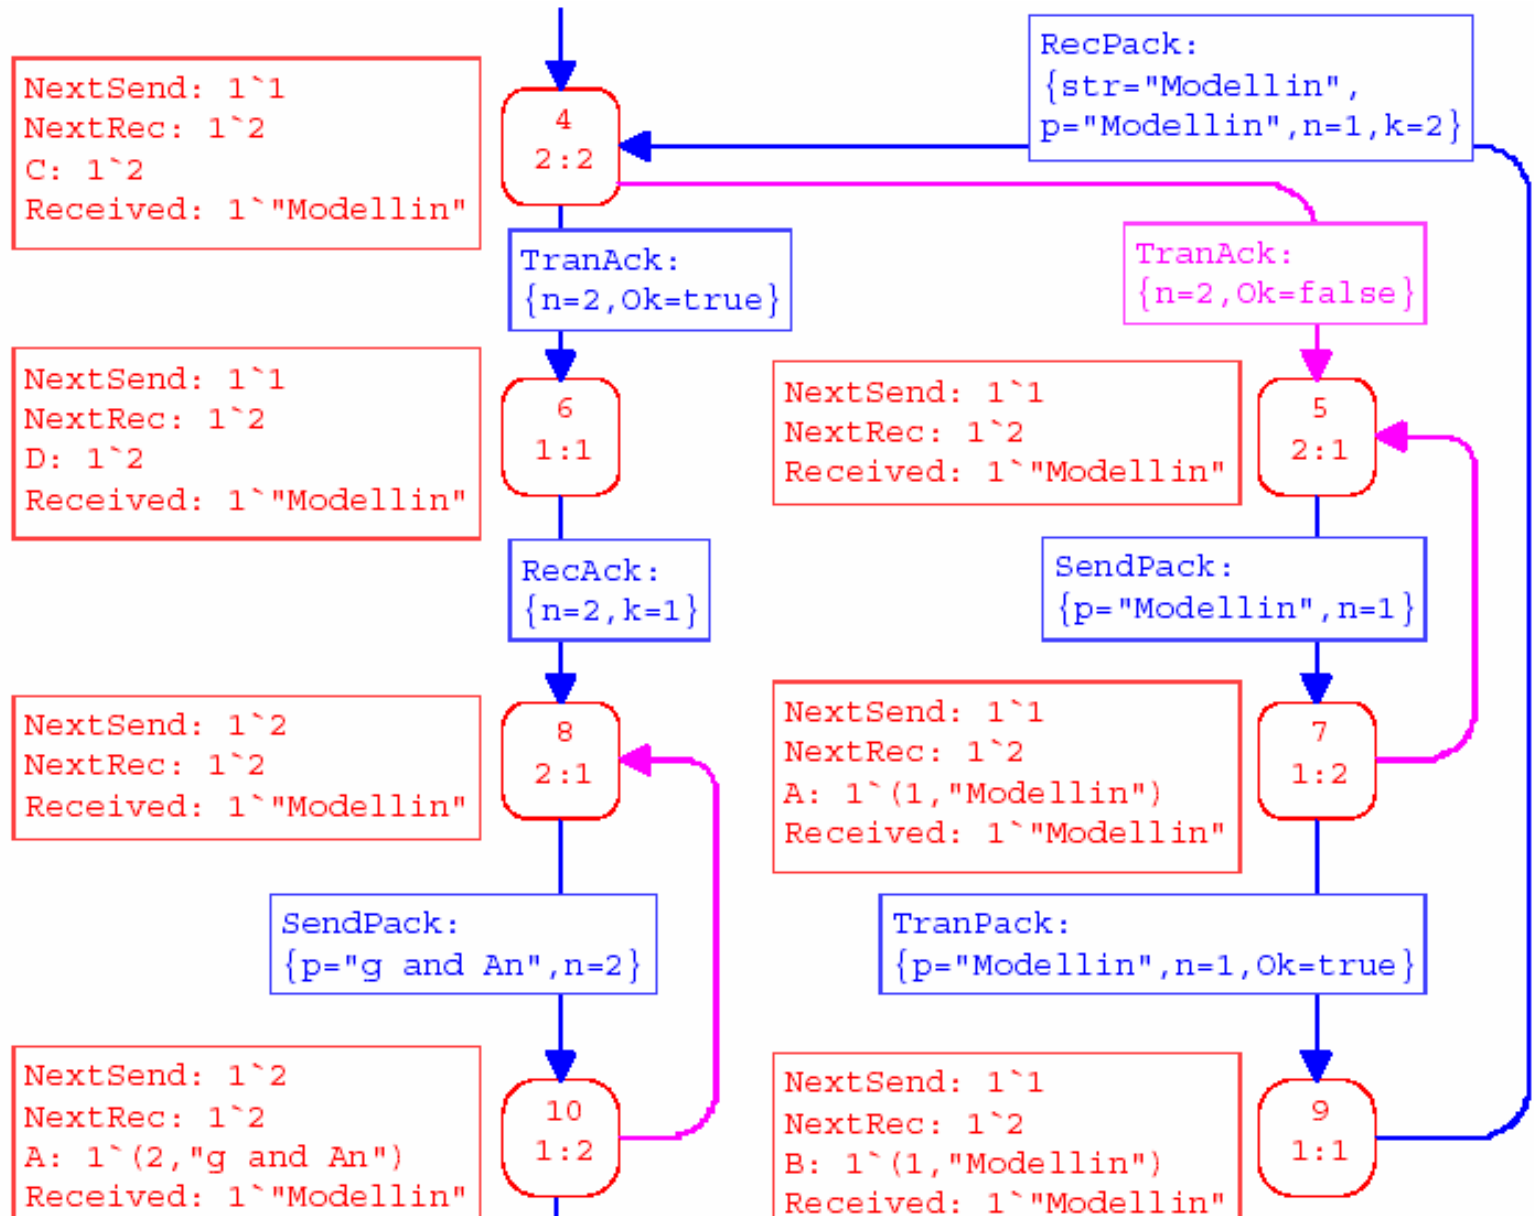 RecPack:
{str="Modellin",
p="Modellin",n=1,k=2}
NextSend: 1`1
NextRec: 1`2
C: 1`2
Received: 1`"Modellin"
4
2:2
TranAck:
{n=2,Ok=true}
TranAck:
{n=2,Ok=false}
NextSend: 1`1
NextRec: 1`2
D: 1`2
Received: 1`"Modellin"
6
1:1
NextSend: 1`1
NextRec: 1`2
Received: 1`"Modellin"
5
2:1
RecAck:
{n=2,k=1}
SendPack:
{p="Modellin",n=1}
NextSend: 1`2
NextRec: 1`2
Received: 1`"Modellin"
8
2:1
NextSend: 1`1
NextRec: 1`2
A: 1`(1,"Modellin")
Received: 1`"Modellin"
7
1:2
SendPack:
{p="g and An",n=2}
TranPack:
{p="Modellin",n=1,Ok=true}
NextSend: 1`2
NextRec: 1`2
A: 1`(2,"g and An")
Received: 1`"Modellin"
10
1:2
NextSend: 1`1
NextRec: 1`2
B: 1`(1,"Modellin")
Received: 1`"Modellin"
9
1:1